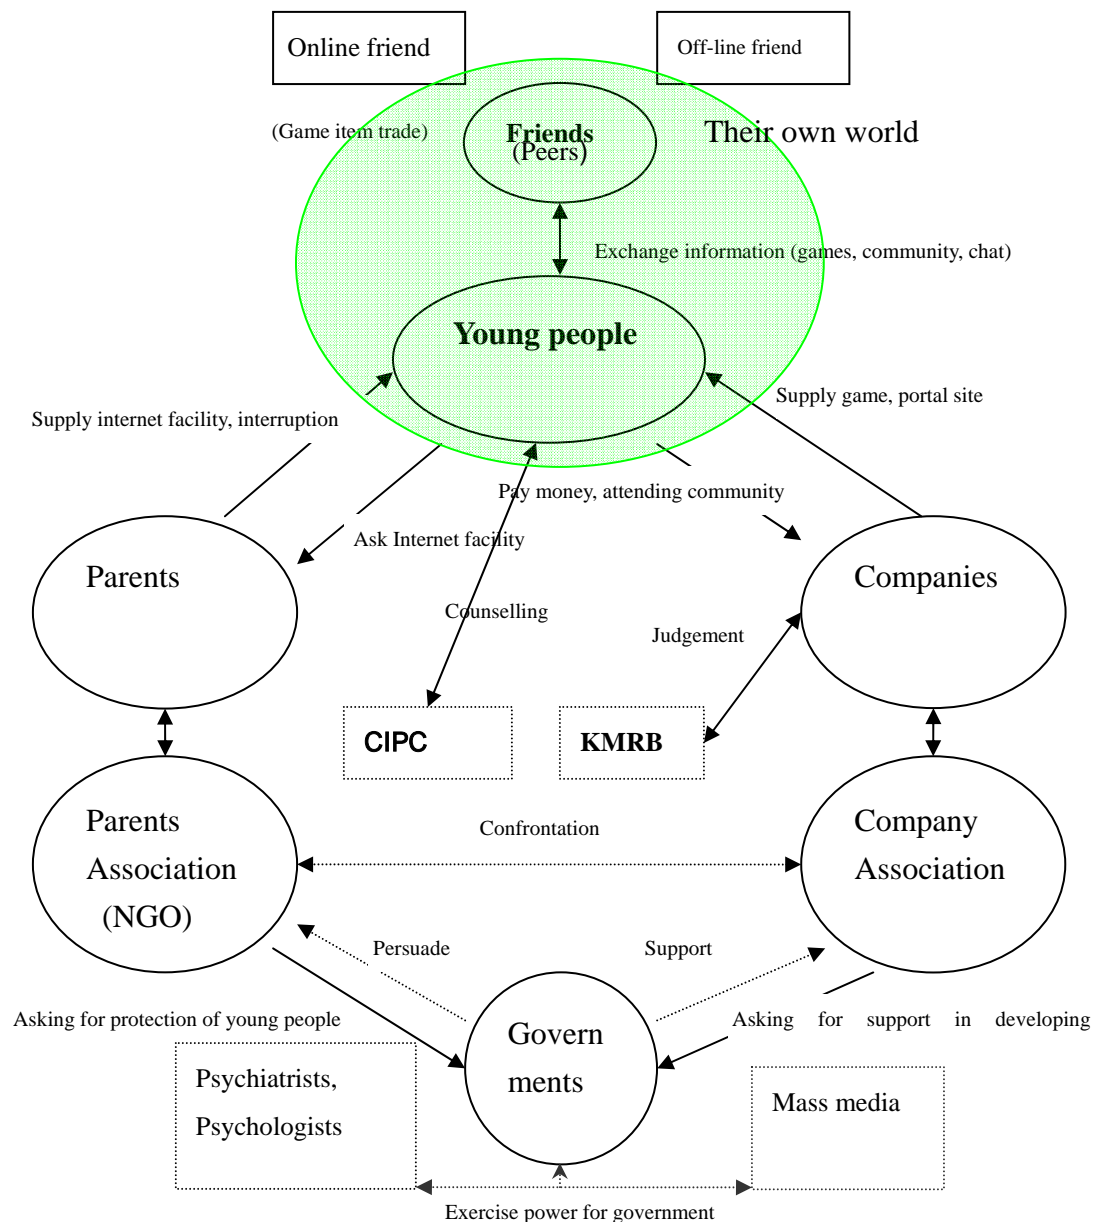 Online friend
Off-line friend
(Game item trade)
Friends
(Peers)
Their own world
Exchange information (games, community, chat)
Young people
Supply game, portal site
Supply internet facility, interruption
Pay money, attending community
Ask Internet facility
Parents
Companies
Counselling
Judgement
CIPC
KMRB
Parents
Association
(NGO)
Confrontation
Company
Association
Persuade
Support
Asking for protection of young people
Asking for support in developing
Govern
ments
Psychiatrists,
Psychologists
Mass media
Exercise power for government